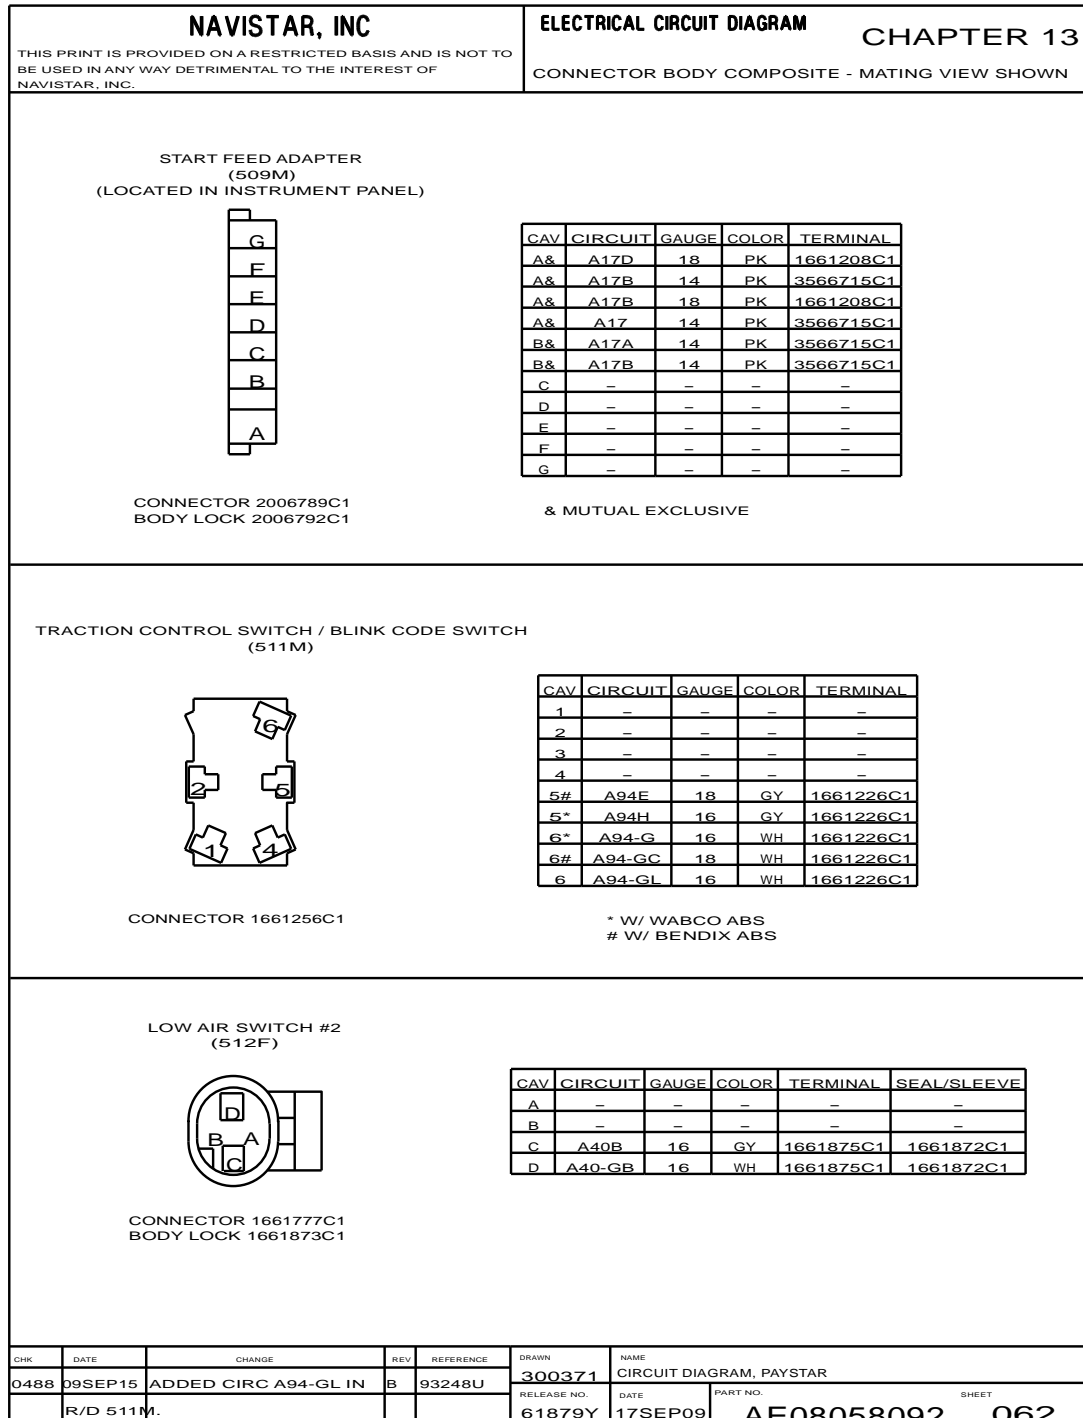 NAVISTAR, INC
THIS PRINT IS PROVIDED ON A RESTRICTED BASIS AND IS NOT TO
BE USED IN ANY WAY DETRIMENTAL TO THE INTEREST OF
NAVISTAR, INC.
ELECTRICAL CIRCUIT DIAGRAM
CHAPTER 13
CONNECTOR BODY COMPOSITE - MATING VIEW SHOWN
START FEED ADAPTER
(509M)
(LOCATED IN INSTRUMENT PANEL)
G
F
E
D
C
B
A
CONNECTOR 2006789C1
BODY LOCK 2006792C1
CAV CIRCUIT GAUGE COLOR TERMINAL
A& A17D 18 PK 1661208C1
A& A17B 14 PK 3566715C1
A& A17B 18 PK 1661208C1
A& A17 14 PK 3566715C1
B& A17A 14 PK 3566715C1
B& A17B 14 PK 3566715C1
C – – – –
D – – – –
E – – – –
F – – – –
G – – – –
& MUTUAL EXCLUSIVE
TRACTION CONTROL SWITCH / BLINK CODE SWITCH
(511M)
6
2 5
1 4
CONNECTOR 1661256C1
CAV CIRCUIT GAUGE COLOR TERMINAL
1 – – – –
2 – – – –
3 – – – –
4 – – – –
5# A94E 18 GY 1661226C1
5* A94H 16 GY 1661226C1
6* A94-G 16 WH 1661226C1
6# A94-GC 18 WH 1661226C1
6 A94-GL 16 WH 1661226C1
* W/ WABCO ABS
# W/ BENDIX ABS
LOW AIR SWITCH #2
(512F)
D
B A
C
CONNECTOR 1661777C1
BODY LOCK 1661873C1
CAV CIRCUIT GAUGE COLOR TERMINAL SEAL/SLEEVE
A – – – – –
B – – – – –
C A40B 16 GY 1661875C1 1661872C1
D A40-GB 16 WH 1661875C1 1661872C1
CHK DATE CHANGE REV REFERENCE
0488 09SEP15 ADDED CIRC A94-GL IN B 93248U
R/D 511M.
DRAWN
300371
NAME
CIRCUIT DIAGRAM, PAYSTAR
RELEASE NO.
61879Y
DATE
17SEP09
PART NO.
AE08058092
SHEET
062